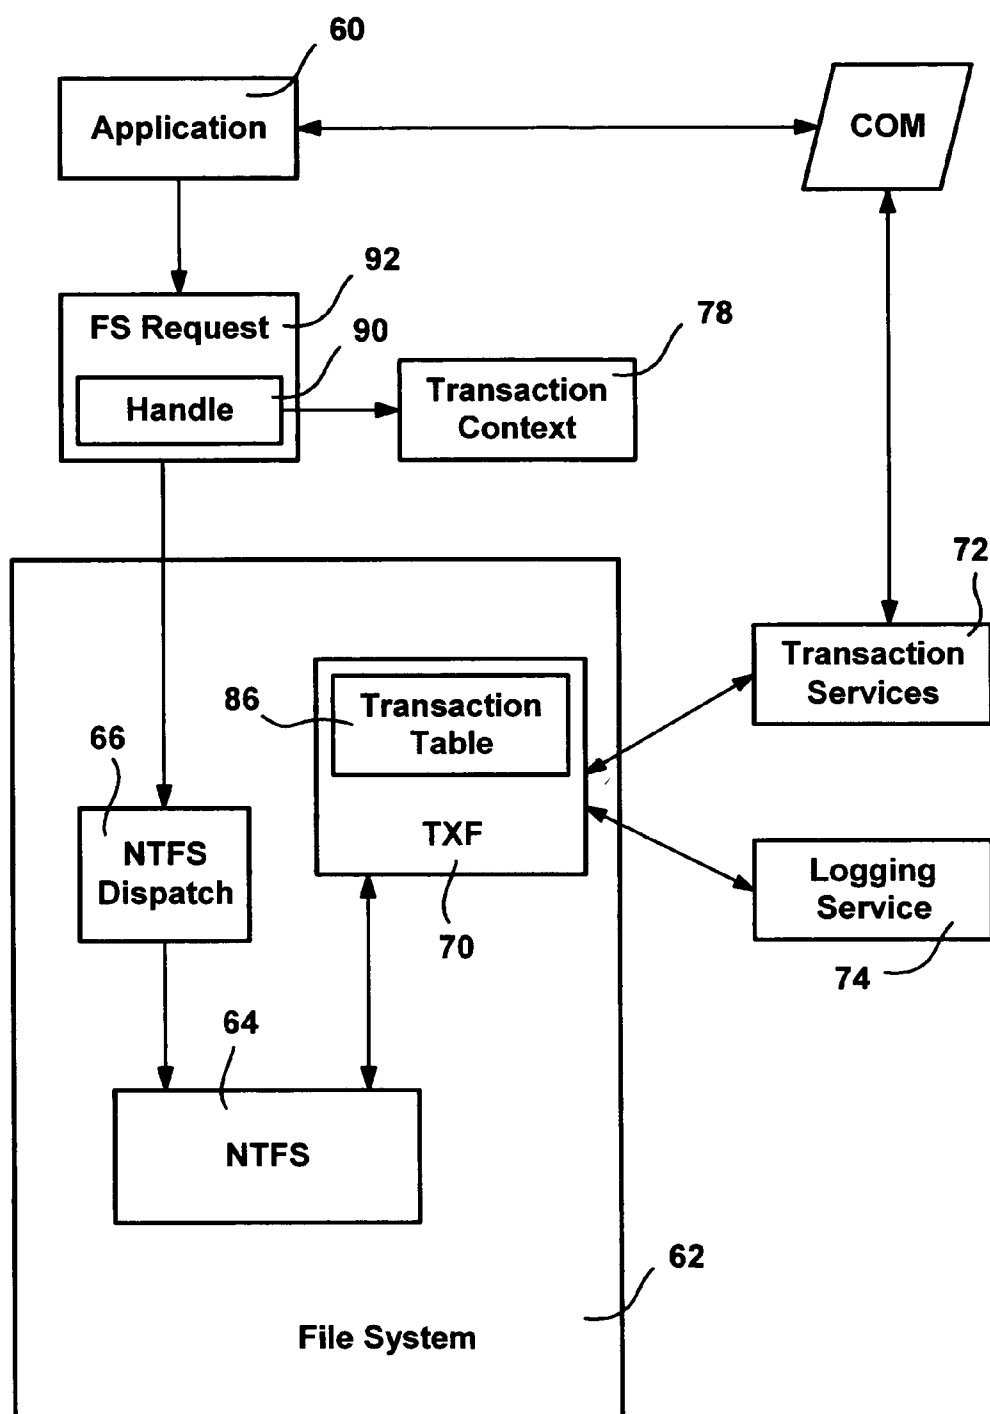 60
Application
COM
92
FS Request
90
Handle
78
Transaction
Context
72
Transaction
Services
86
Transaction
Table
66
NTFS
Dispatch
TXF
70
Logging
Service
74
64
NTFS
62
File System